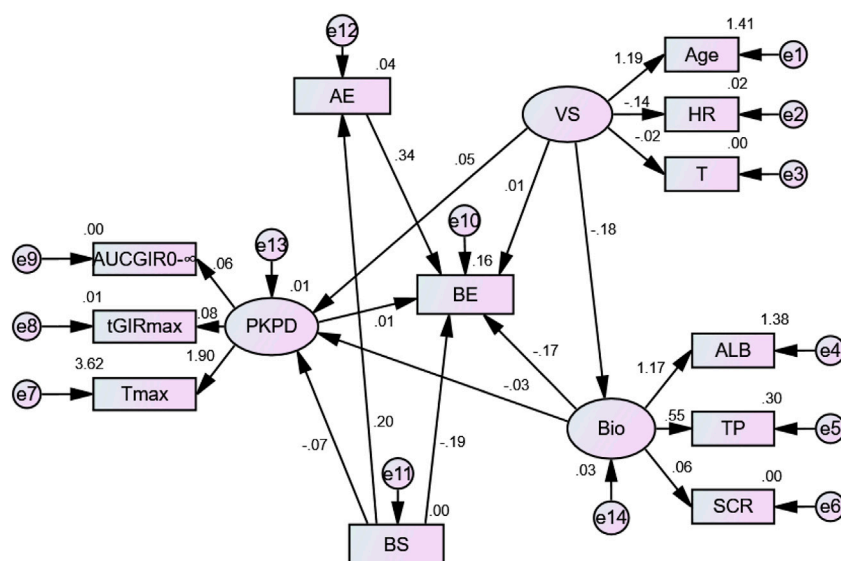 e12
.04
AE
1.41
1.19
Age
e1
VS
.02
-.14
HR
e2
-.02
.00
T
e3
.34
.05
.01
-.18
e10
.16
BE
.00
e9
AUCGIR0-∞
.06
e13
.01
.01
e8
tGIRmax
.08
PKPD
.01
3.62
1.90
e7
Tmax
-.17
-.03
1.38
1.17
ALB
e4
.30
Bio
.55
TP
e5
.03
.06
.00
SCR
e6
e14
-.07
.20
-.19
e11
.00
BS